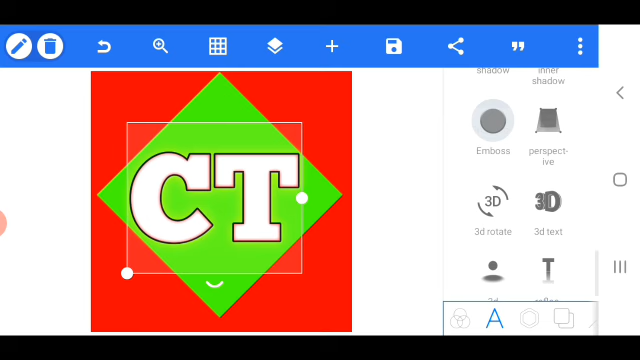 shadow
inner
shadow
CT
Emboss
perspect-
ive
3D
3D
3d rotate
3d text
T
A